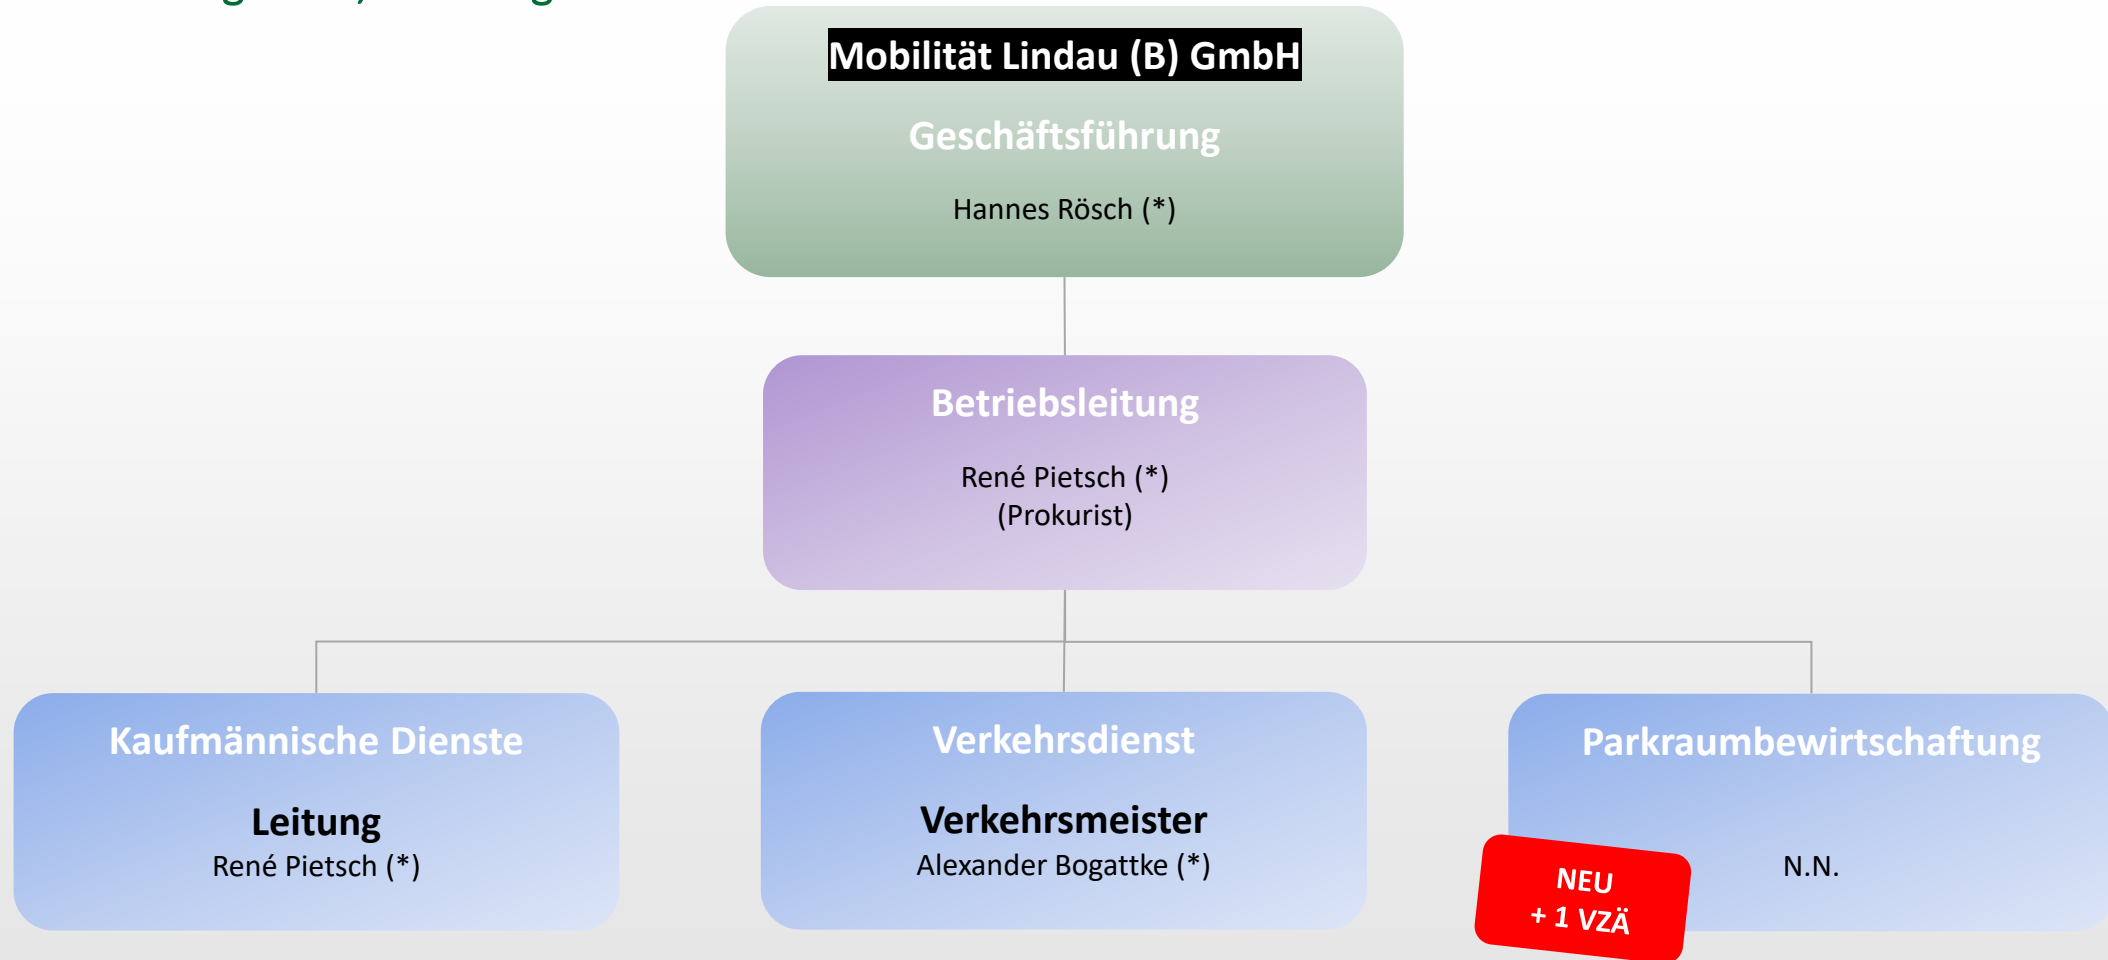 Mobilität Lindau (B) GmbH
Geschäftsführung
Hannes Rösch (*)
Betriebsleitung
René Pietsch (*)
(Prokurist)
Kaufmännische Dienste
Leitung
René Pietsch (*)
Verkehrsdienst
Verkehrsmeister
Alexander Bogattke (*)
Parkraumbewirtschaftung
N.N.
NEU
+ 1 VZÄ